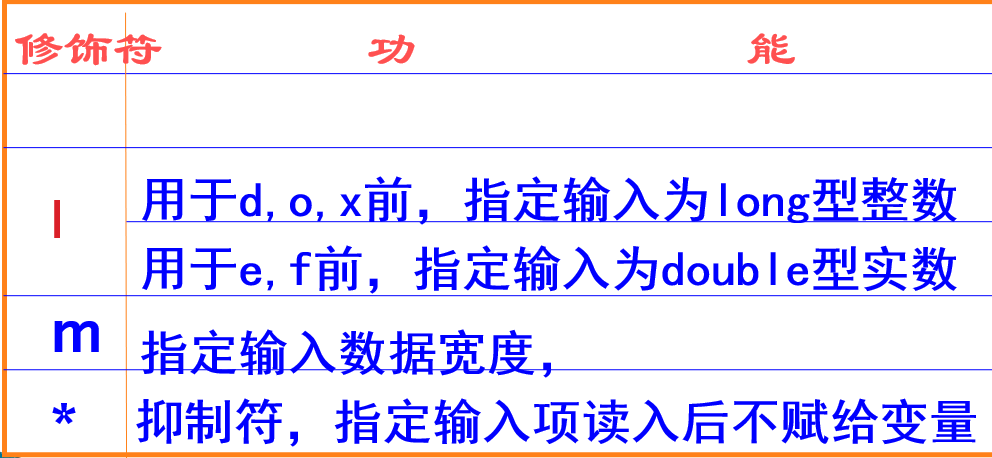 修饰符 功 能
l 用于d,o,x前，指定输入为long型整数
用于e,f前，指定输入为double型实数
m 指定输入数据宽度，
* 抑制符，指定输入项读入后不赋给变量